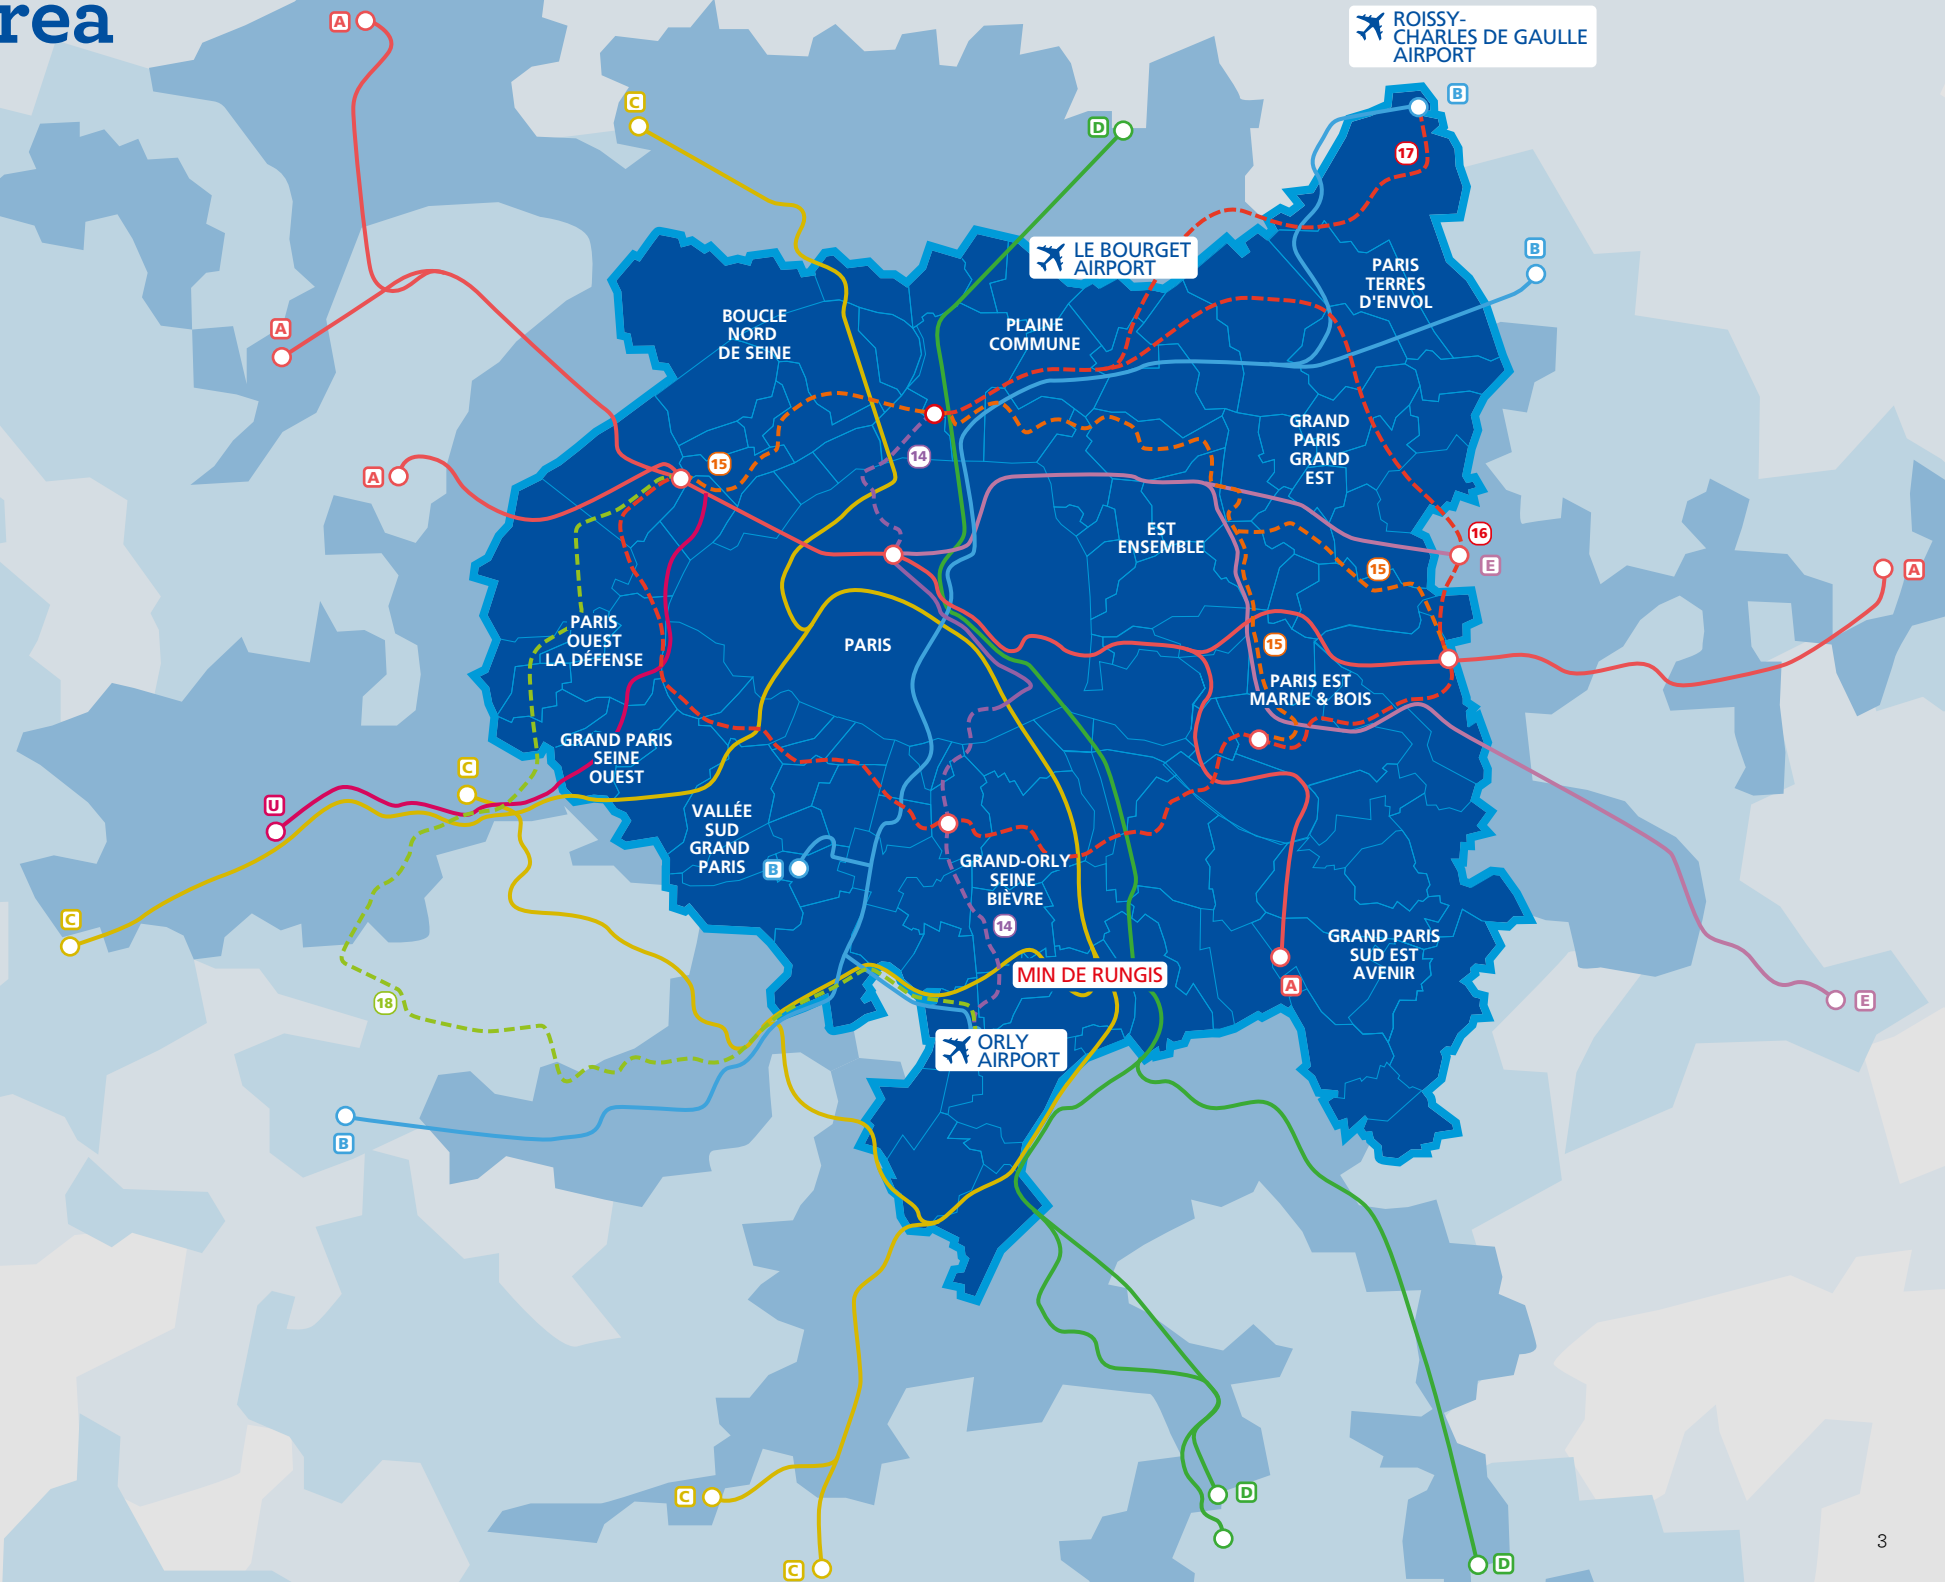 rea
A
ROISSY-
CHARLES DE GAULLE
AIRPORT
B
C
D
17
LE BOURGET
AIRPORT
B
PARIS
TERRES
D'ENVOL
BOUCLE
NORD
DE SEINE
PLAINE
COMMUNE
A
A
15
14
GRAND
PARIS
GRAND
EST
EST
ENSEMBLE
16
E
15
A
PARIS
OUEST
LA DÉFENSE
PARIS
15
PARIS EST
MARNE & BOIS
GRAND PARIS
SEINE
OUEST
C
U
VALLÉE
SUD
GRAND
PARIS
B
GRAND-ORLY
SEINE
BIÈVRE
14
C
GRAND PARIS
SUD EST
AVENIR
MIN DE RUNGIS
A
E
18
ORLY
AIRPORT
B
C
D
C
D
3